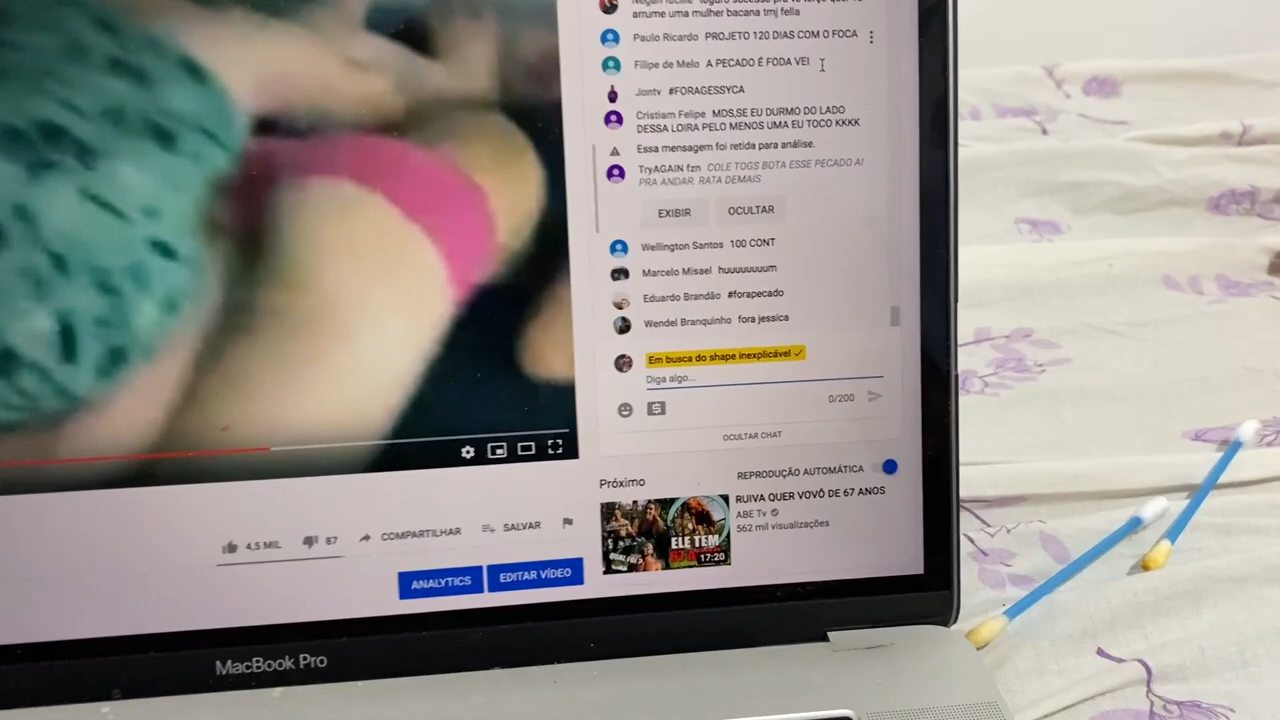 arrume uma mulher bacana tmj fella
Paulo Ricardo PROJETO 120 DIAS COM O FOCA
Filipe de Melo A PECADO É FODA VEI
Jontv #FORAGESSYCA
Cristiam Felipe MDS,SE EU DURMO DO LADO
DESSA LOIRA PELO MENOS UMA EU TOCO KKKK
Essa mensagem foi retida para análise.
TryAGAIN fzn COLE TOGS BOTA ESSE PECADO AI
PRA ANDAR. RATA DEMAIS
EXIBIR OCULTAR
Wellington Santos 100 CONT
Marcelo Misael huuuuuuum
Eduardo Brandão #forapecado
Wendel Branquinho fora jessica
Em busca do shape inexplicável
Diga algo...
0/200
OCULTAR CHAT
Próximo REPRODUÇÃO AUTOMÁTICA
RUIVA QUER VOVÔ DE 67 ANOS
ABE Tv
562 mil visualizações
ELE TEM
17:20
4,5 MIL 87 COMPARTILHAR SALVAR
ANALYTICS EDITAR VÍDEO
MacBook Pro